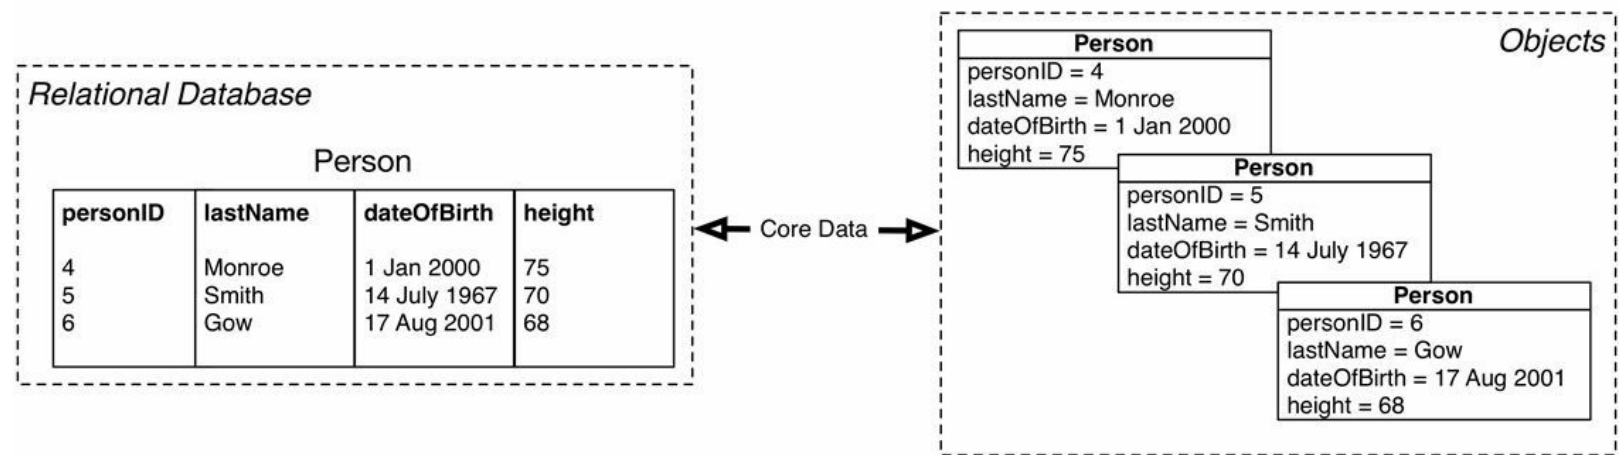 Relational Database
Person
personID lastName dateOfBirth height
4 Monroe 1 Jan 2000 75
5 Smith 14 July 1967 70
6 Gow 17 Aug 2001 68
Core Data
Objects
Person
personID = 4
lastName = Monroe
dateOfBirth = 1 Jan 2000
height = 75
Person
personID = 5
lastName = Smith
dateOfBirth = 14 July 1967
height = 70
Person
personID = 6
lastName = Gow
dateOfBirth = 17 Aug 2001
height = 68